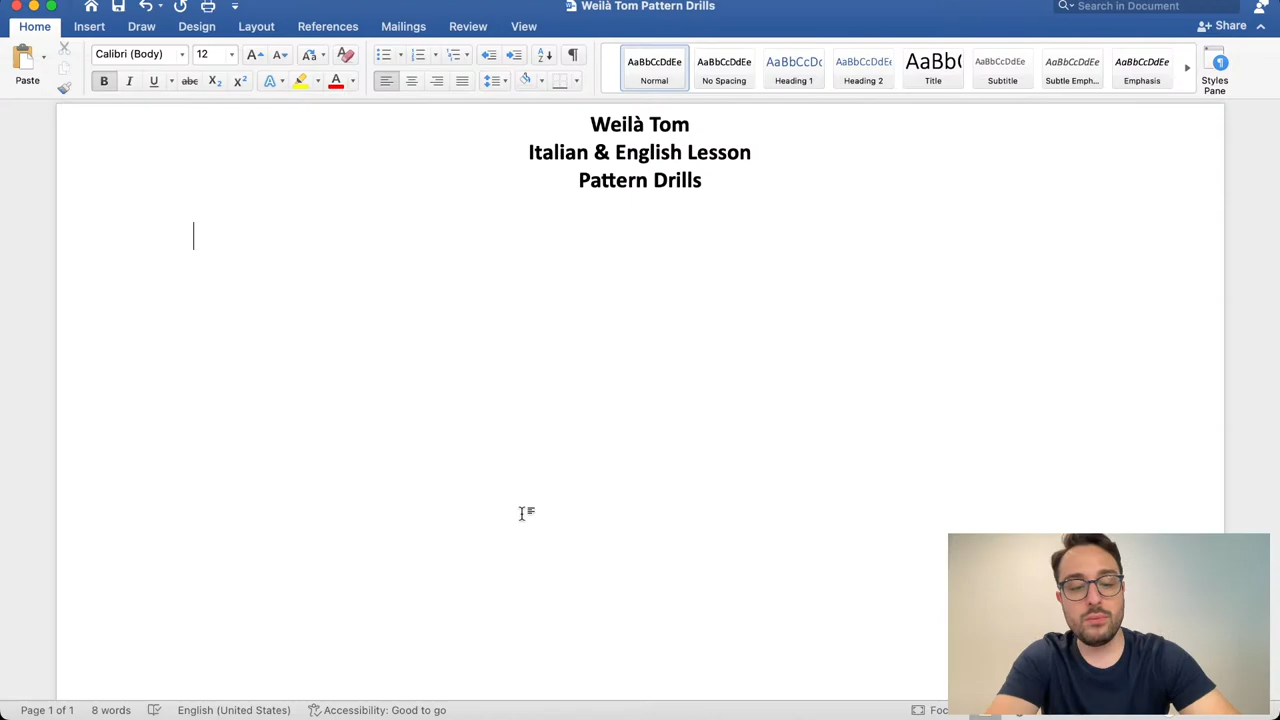 Weilà Tom Pattern Drills
Search in Document
Home Insert Draw Design Layout References Mailings Review View
Share
Paste
Calibri (Body) 12
AaBbCcDdEe AaBbCcDdEe AaBbCcDc AaBbCcDdEe AaBbC AaBbCcDdEe AaBbCcDdEe AaBbCcDdEe
Normal No Spacing Heading 1 Heading 2 Title Subtitle Subtle Emph... Emphasis
Styles
Pane
Weilà Tom
Italian & English Lesson
Pattern Drills
Page 1 of 1 8 words English (United States) Accessibility: Good to go